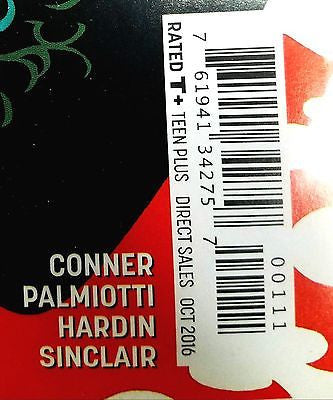 RATED T+ TEEN PLUS DIRECT SALES OCT 2016
7 61941 34275 7
00111
CONNER
PALMIOTTI
HARDIN
SINCLAIR